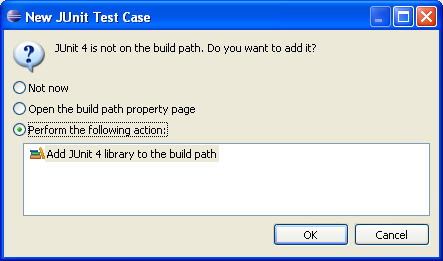 New JUnit Test Case
JUnit 4 is not on the build path. Do you want to add it?
Not now
Open the build path property page
Perform the following action:
Add JUnit 4 library to the build path
OK
Cancel